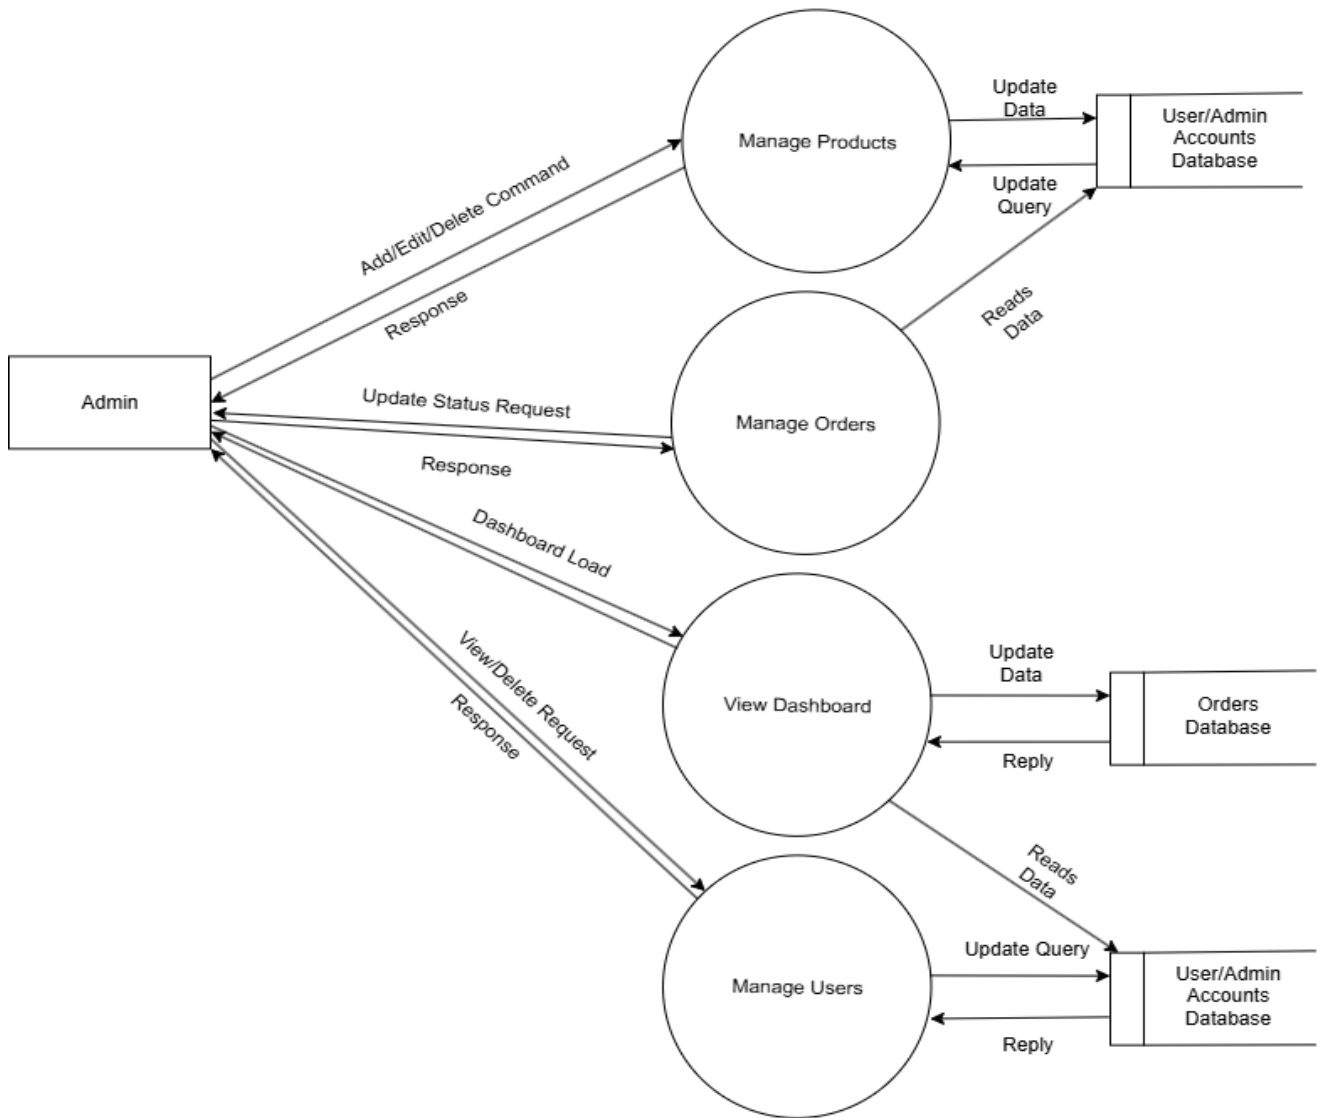 Update
Data
User/Admin
Accounts
Database
Manage Products
Update
Query
Add/Edit/Delete Command
Response
Reads
Data
Admin
Update Status Request
Manage Orders
Response
Dashboard Load
Update
Data
View Dashboard
Orders
Database
Reply
View/Delete Request
Response
Reads
Data
Update Query
Manage Users
User/Admin
Accounts
Database
Reply